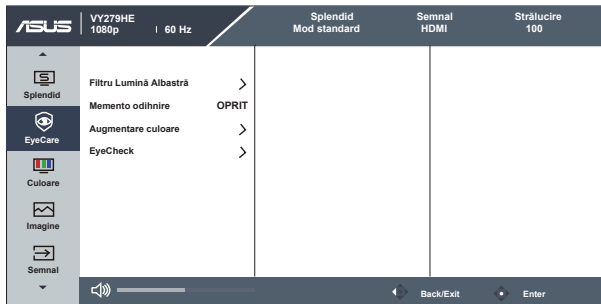 ASUS
VY279HE
1080p | 60 Hz
Splendid
Mod standard
Semnal
HDMI
Strălucire
100
Splendid
EyeCare
Culoare
Imagine
Semnal
Filtru Lumină Albastră
Memento odihnire OPRIT
Augmentare culoare
EyeCheck
Back/Exit
Enter